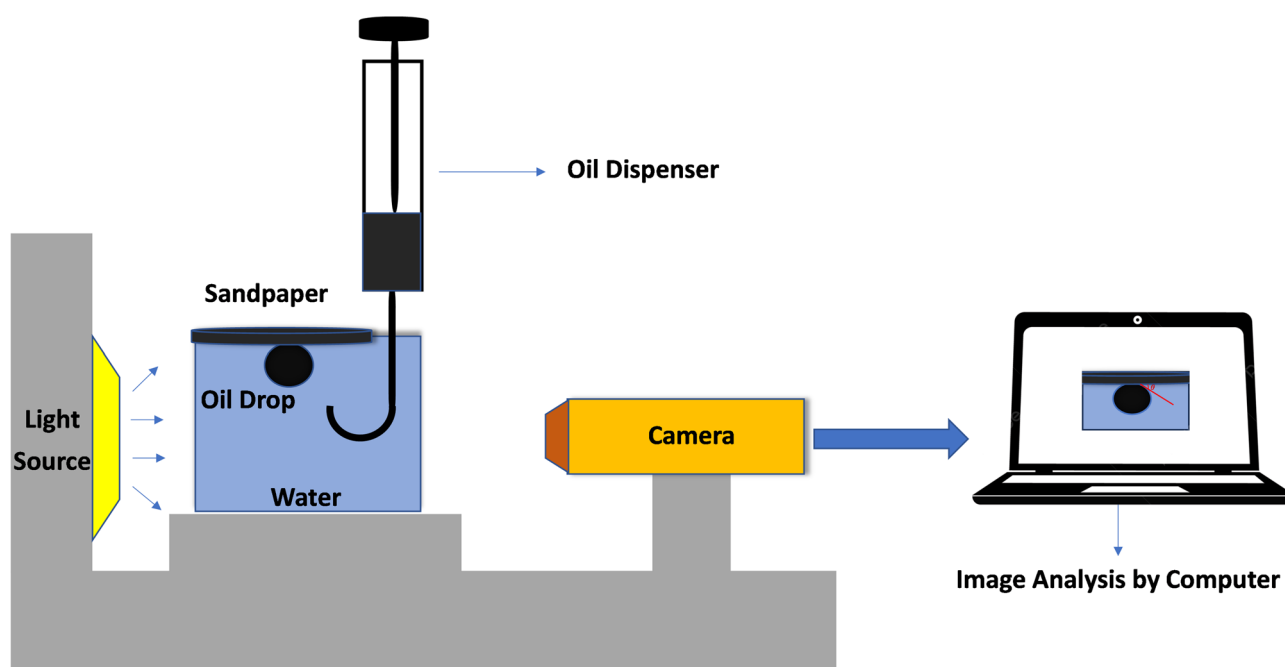 Oil Dispenser
Sandpaper
Oil Drop
Light
Source
Camera
Water
Image Analysis by Computer